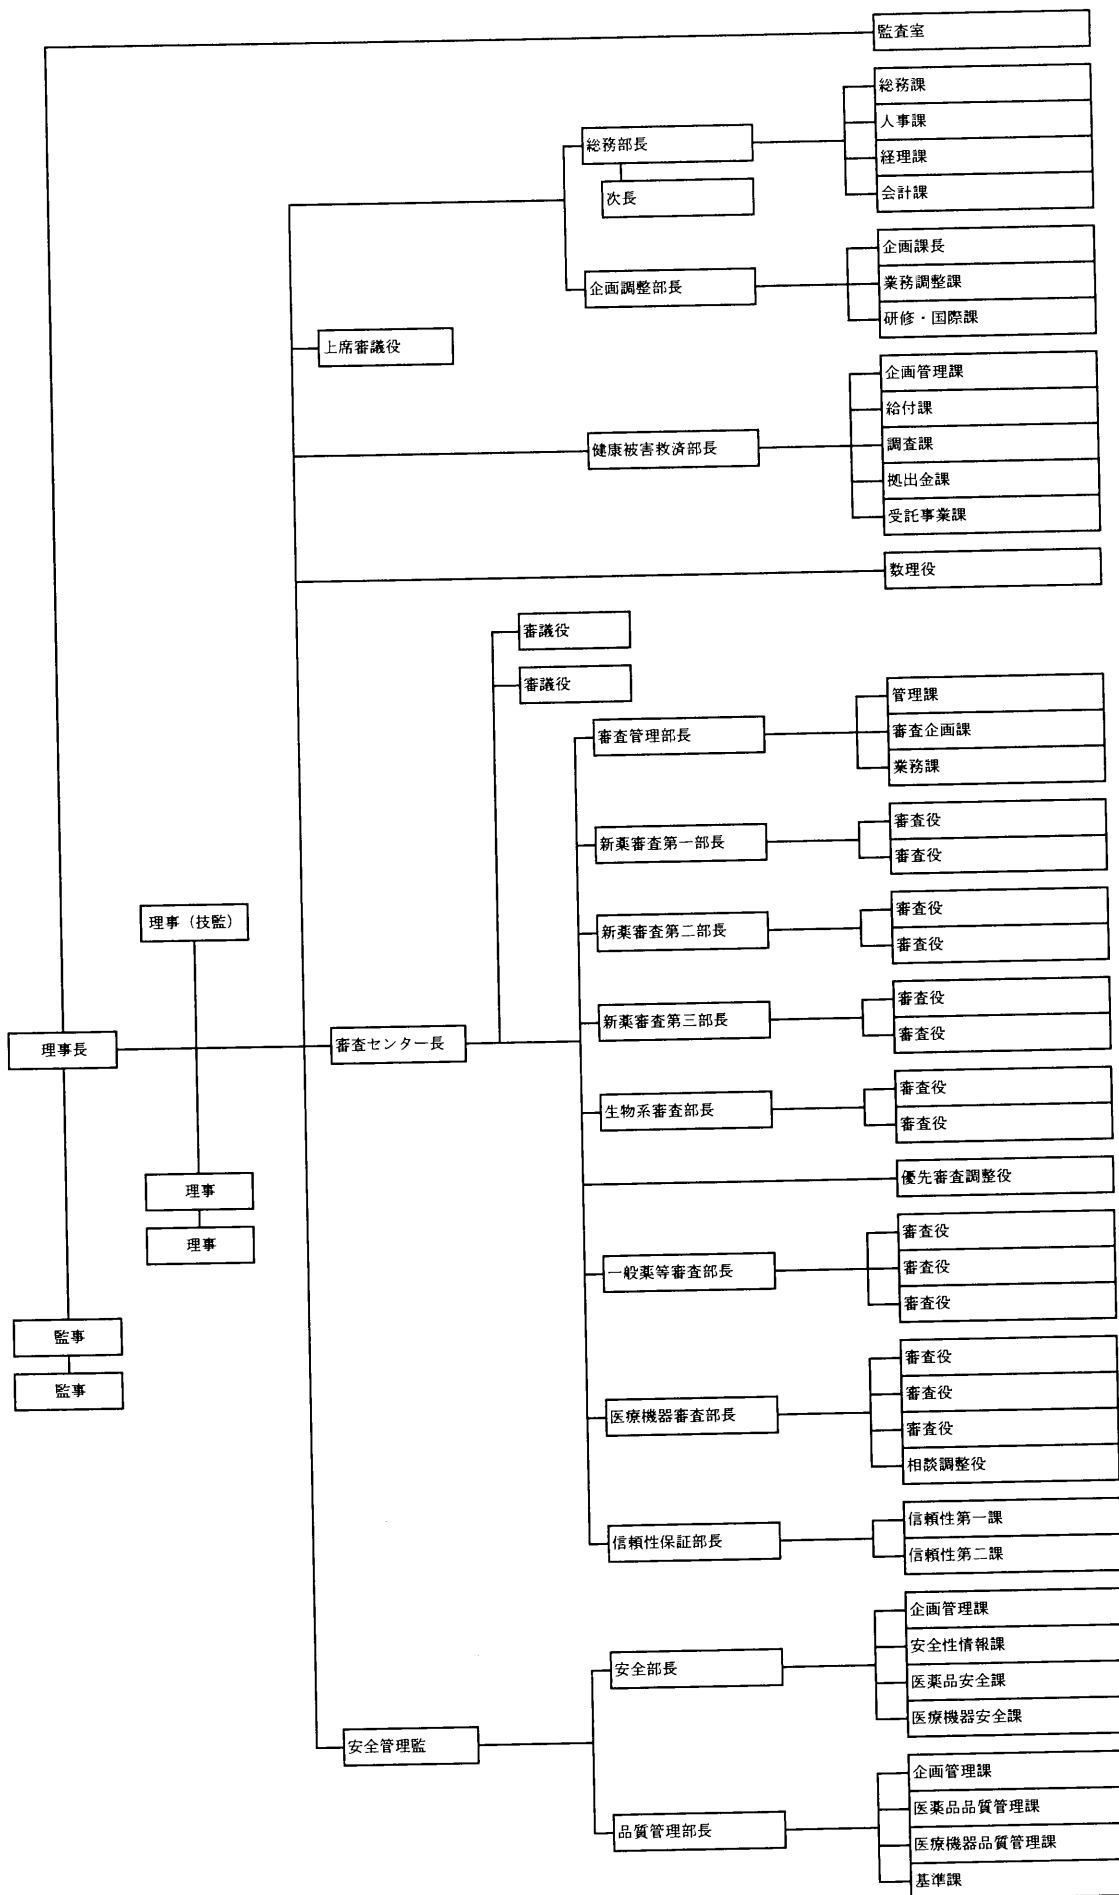 監査室
総務課
人事課
総務部長
経理課
次長
会計課
企画課長
企画調整部長
業務調整課
研修・国際課
上席審議役
企画管理課
給付課
健康被害救済部長
調査課
拠出金課
受託事業課
数理役
審議役
審議役
管理課
審査管理部長
審査企画課
業務課
審査役
新薬審査第一部長
審査役
理事（技監）
審査役
新薬審査第二部長
審査役
審査役
新薬審査第三部長
審査役
理事長
審査センター長
審査役
生物系審査部長
審査役
優先審査調整役
理事
理事
審査役
一般薬等審査部長
審査役
審査役
監事
監事
審査役
審査役
医療機器審査部長
審査役
相談調整役
信頼性第一課
信頼性保証部長
信頼性第二課
企画管理課
安全性情報課
安全部長
医薬品安全課
医療機器安全課
安全管理監
企画管理課
医薬品品質管理課
品質管理部長
医療機器品質管理課
基準課